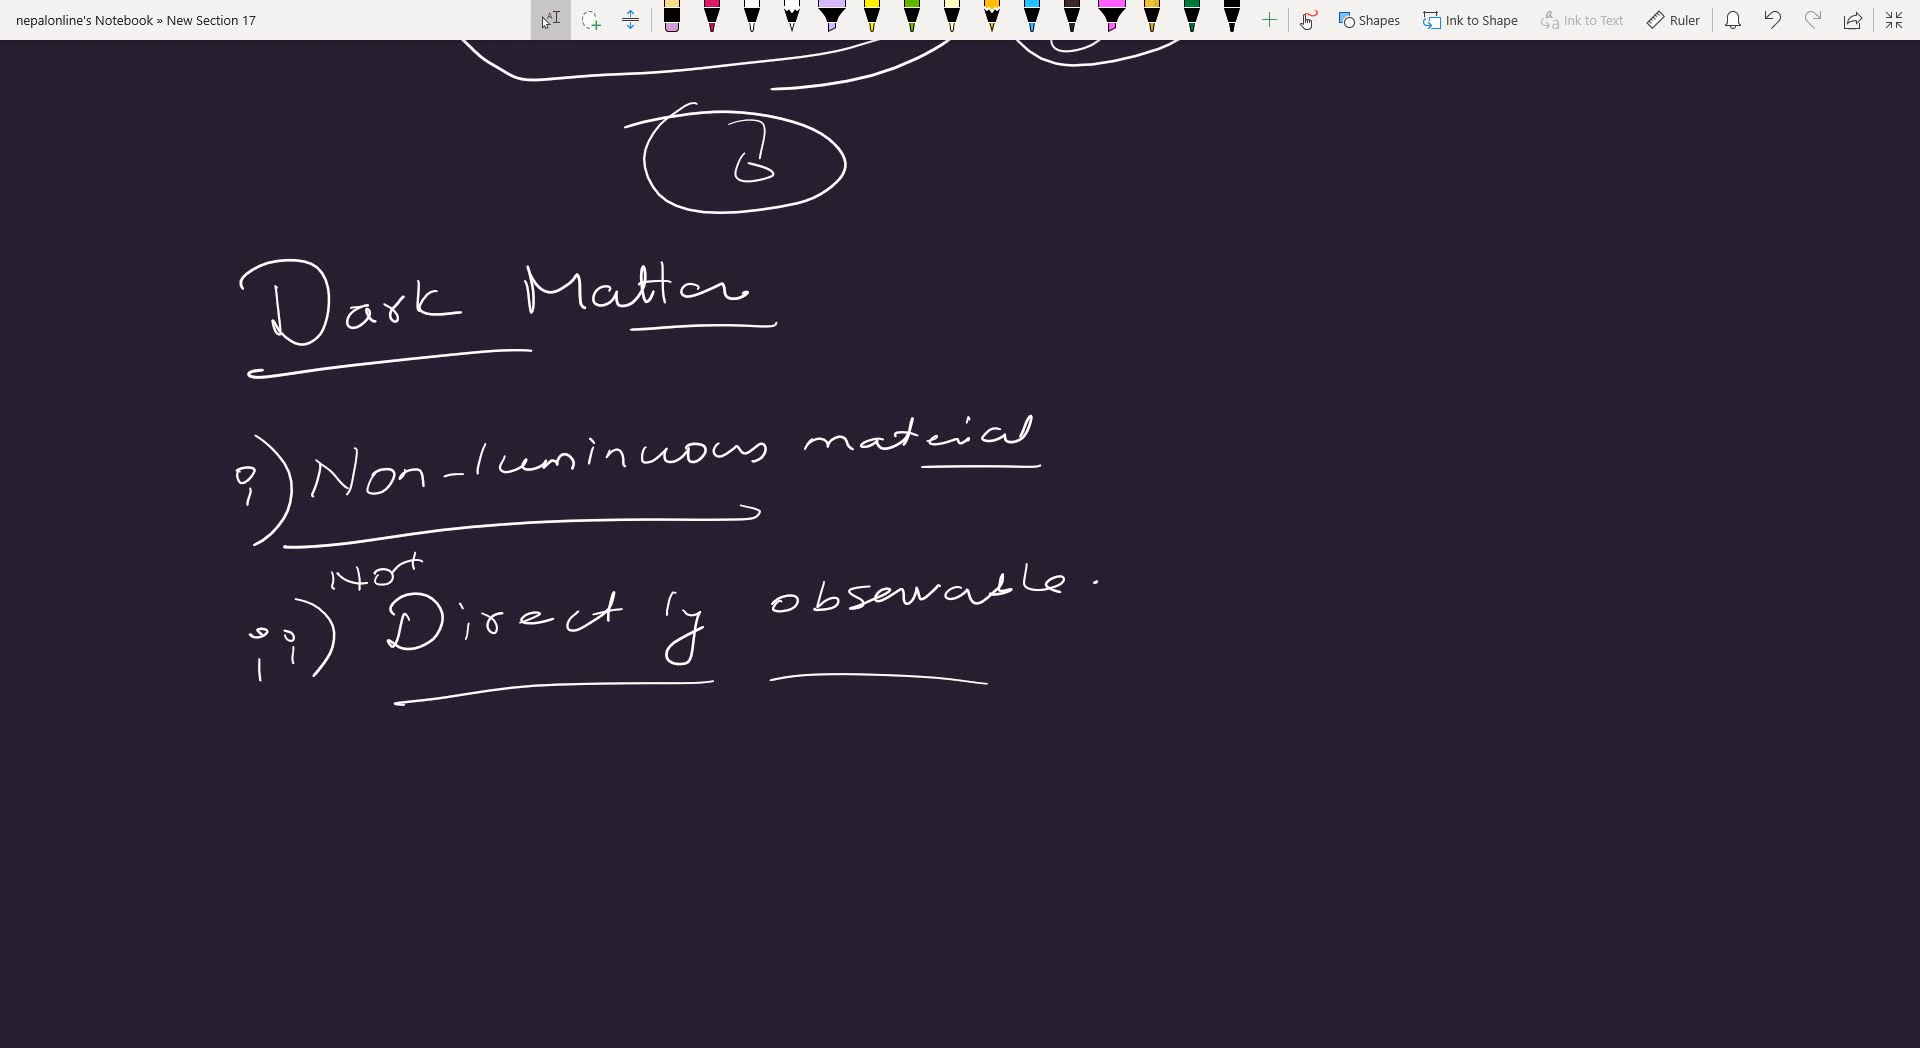 nepalonline's Notebook » New Section 17
Shapes Ink to Shape Ink to Text Ruler
Dark Matter
i) Non-luminuous material
Not
ii) Directly observable.